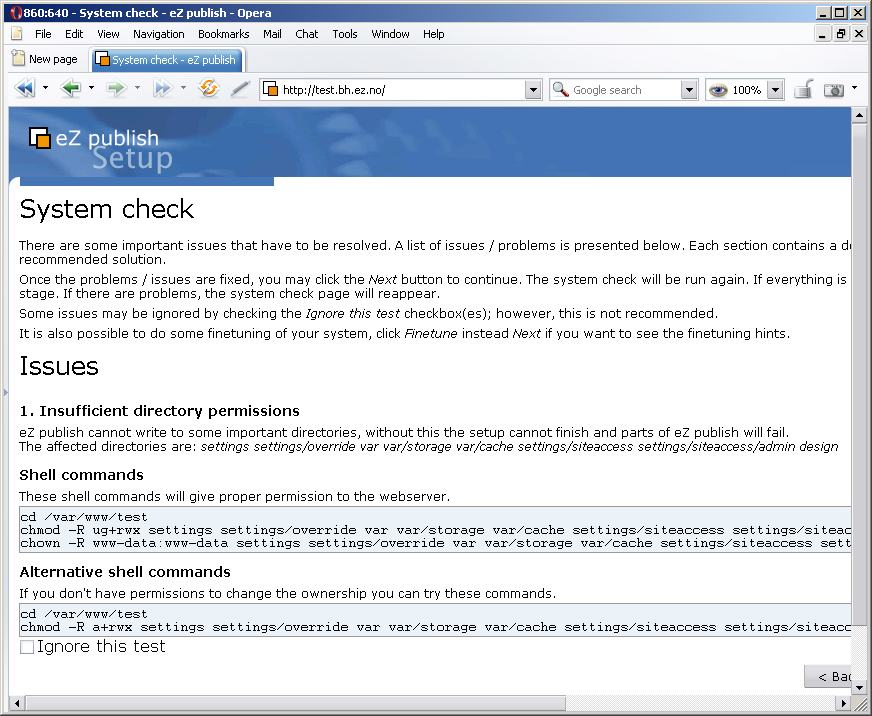 860:640 - System check - eZ publish - Opera
File Edit View Navigation Bookmarks Mail Chat Tools Window Help
New page System check - eZ publish
http://test.bh.ez.no/ Google search 100%
eZ publish
Setup
System check
There are some important issues that have to be resolved. A list of issues / problems is presented below. Each section contains a
recommended solution.
Once the problems / issues are fixed, you may click the Next button to continue. The system check will be run again. If everything is
stage. If there are problems, the system check page will reappear.
Some issues may be ignored by checking the Ignore this test checkbox(es); however, this is not recommended.
It is also possible to do some finetuning of your system, click Finetune instead Next if you want to see the finetuning hints.
Issues
1. Insufficient directory permissions
eZ publish cannot write to some important directories, without this the setup cannot finish and parts of eZ publish will fail.
The affected directories are: settings settings/override var var/storage var/cache settings/siteaccess settings/siteaccess/admin design
Shell commands
These shell commands will give proper permission to the webserver.
cd /var/www/test
chmod -R ug+rwx settings settings/override var var/storage var/cache settings/siteaccess settings/siteac
chown -R www-data:www-data settings settings/override var var/storage var/cache settings/siteaccess sett
Alternative shell commands
If you don't have permissions to change the ownership you can try these commands.
cd /var/www/test
chmod -R a+rwx settings settings/override var var/storage var/cache settings/siteaccess settings/siteacc
Ignore this test
< Bac